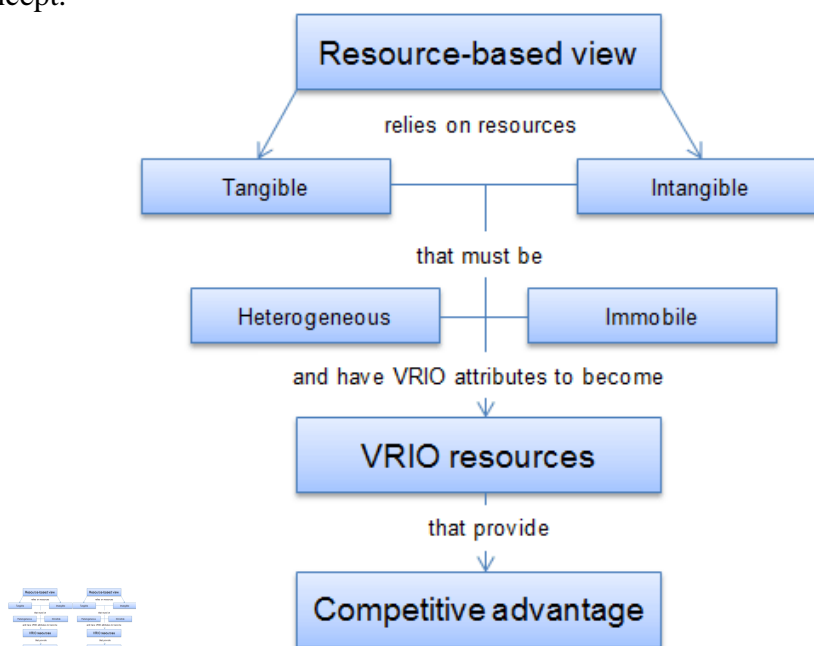 Resource-based view
relies on resources
Tangible
Intangible
that must be
Heterogeneous
Immobile
and have VRIO attributes to become
VRIO resources
that provide
Competitive advantage